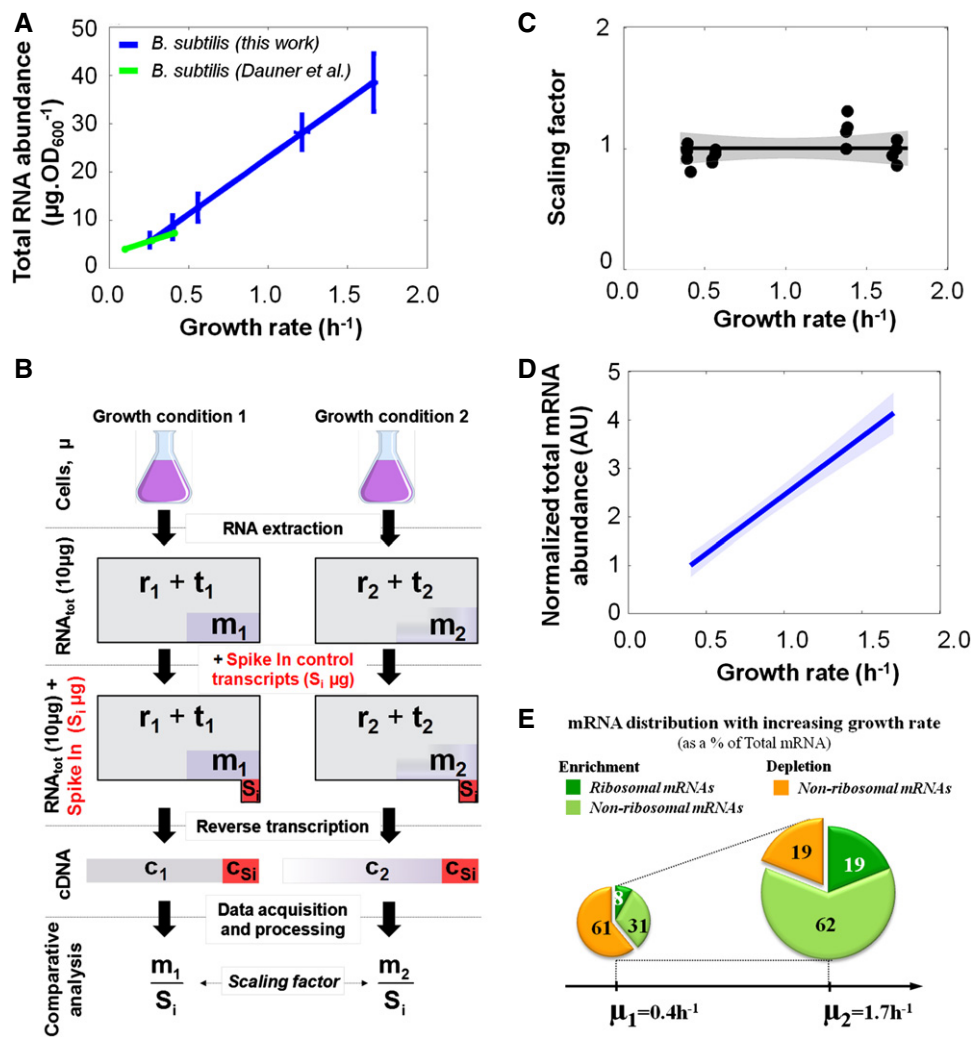 A
B. subtilis (this work)
B. subtilis (Dauner et al.)
Total RNA abundance
(µg.OD₆₀₀⁻¹)
50
40
30
20
10
0
0.0 0.5 1.0 1.5 2.0
Growth rate (h⁻¹)
C
Scaling factor
2
1
0
0.0 0.5 1.0 1.5 2.0
Growth rate (h⁻¹)
B
Growth condition 1 Growth condition 2
Cells, µ
RNA extraction
RNAtot (10µg)
r₁ + t₁
m₁
r₂ + t₂
m₂
+ Spike In control
transcripts (Sᵢ µg)
RNAtot (10µg) +
Spike In (Sᵢ µg)
r₁ + t₁
m₁
Sᵢ
r₂ + t₂
m₂
Sᵢ
Reverse transcription
cDNA
c₁ cSi c₂ cSi
Data acquisition
and processing
Comparative
analysis
m₁
Sᵢ
Scaling factor
m₂
Sᵢ
D
Normalized total mRNA
abundance (AU)
5
4
3
2
1
0
0.0 0.5 1.0 1.5 2.0
Growth rate (h⁻¹)
E
mRNA distribution with increasing growth rate
(as a % of Total mRNA)
Enrichment Depletion
Ribosomal mRNAs Non-ribosomal mRNAs
Non-ribosomal mRNAs
61 8 31
19 19
62
µ₁=0.4h⁻¹ µ₂=1.7h⁻¹